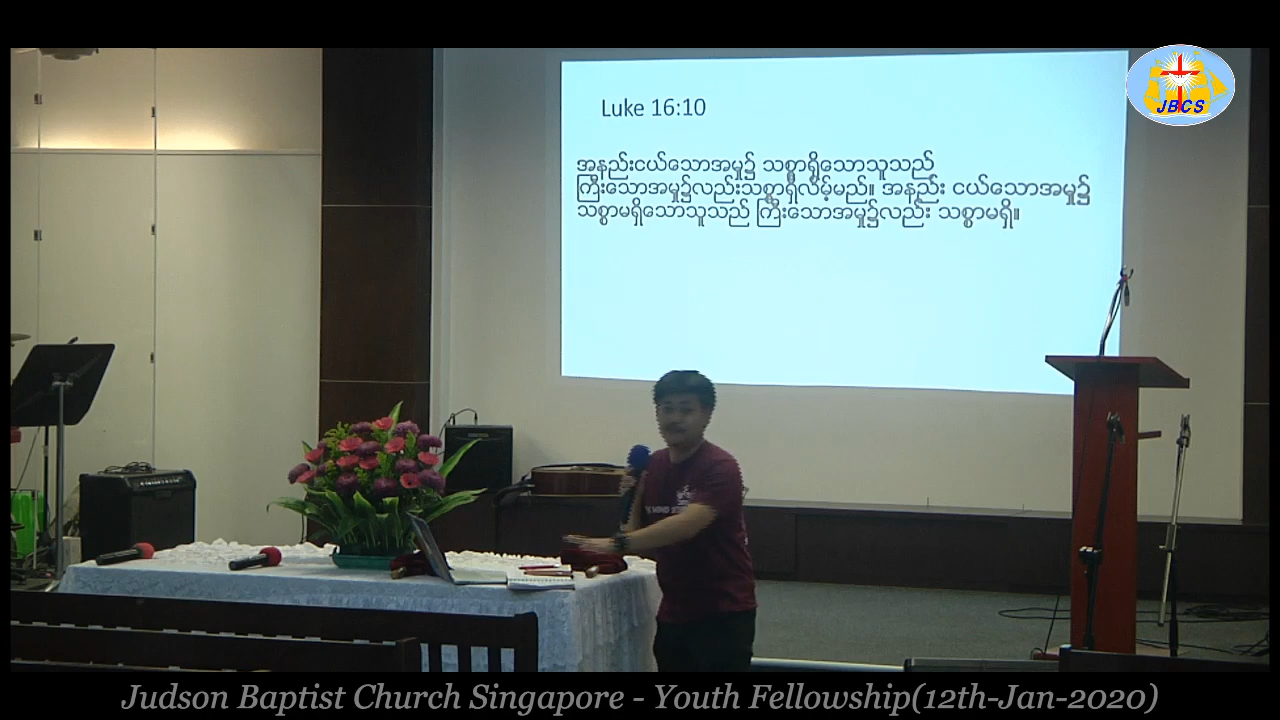 JBCS
Luke 16:10
အနည်းငယ်သောအမှု၌ သစ္စာရှိသောသူသည်
ကြီးသောအမှု၌လည်းသစ္စာရှိလိမ့်မည်။ အနည်း ငယ်သောအမှု၌
သစ္စာမရှိသောသူသည် ကြီးသောအမှု၌လည်း သစ္စာမရှိ။
Judson Baptist Church Singapore - Youth Fellowship(12th-Jan-2020)